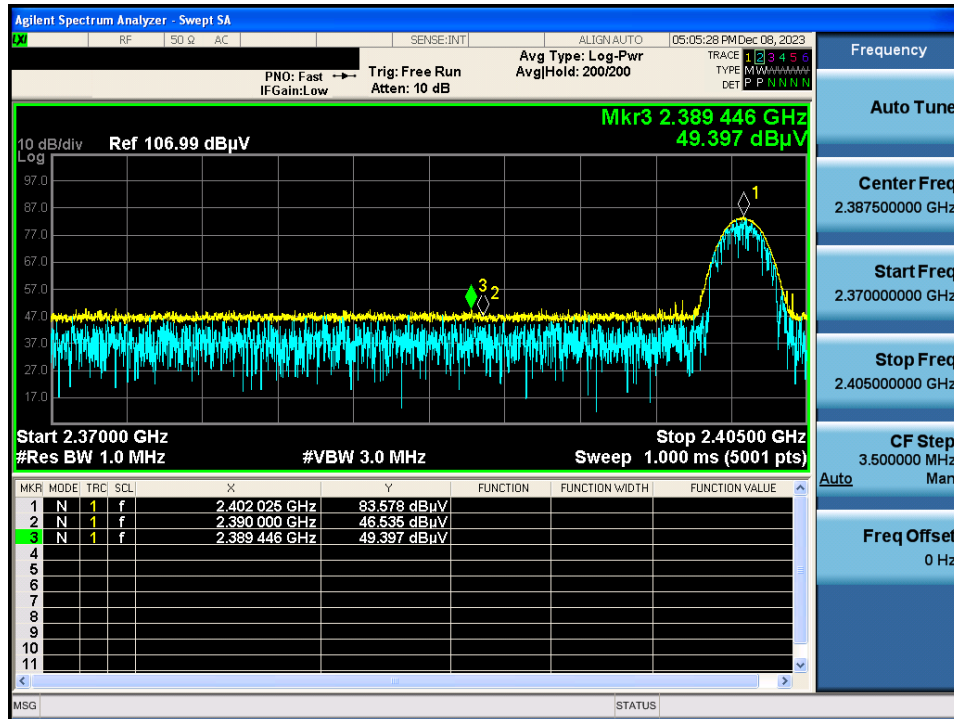 Agilent Spectrum Analyzer - Swept SA
LXI RF 50 Ω AC SENSE:INT ALIGN AUTO 05:05:28 PM Dec 08, 2023
PNO: Fast
IFGain:Low
Trig: Free Run
Atten: 10 dB
Avg Type: Log-Pwr
Avg|Hold: 200/200
TRACE 1 2 3 4 5 6
TYPE MWWWWW
DET P P N N N N
Mkr3 2.389 446 GHz
49.397 dBµV
10 dB/div Ref 106.99 dBµV
Log
97.0
87.0
77.0
67.0
57.0
47.0
37.0
27.0
17.0
1
3
2
Start 2.37000 GHz
Stop 2.40500 GHz
#Res BW 1.0 MHz
#VBW 3.0 MHz
Sweep 1.000 ms (5001 pts)
MKR MODE TRC SCL X Y FUNCTION FUNCTION WIDTH FUNCTION VALUE
1 N 1 f 2.402 025 GHz 83.578 dBµV
2 N 1 f 2.390 000 GHz 46.535 dBµV
3 N 1 f 2.389 446 GHz 49.397 dBµV
4
5
6
7
8
9
10
11
MSG
STATUS
Frequency
Auto Tune
Center Freq
2.387500000 GHz
Start Freq
2.370000000 GHz
Stop Freq
2.405000000 GHz
CF Step
3.500000 MHz
Auto Man
Freq Offset
0 Hz